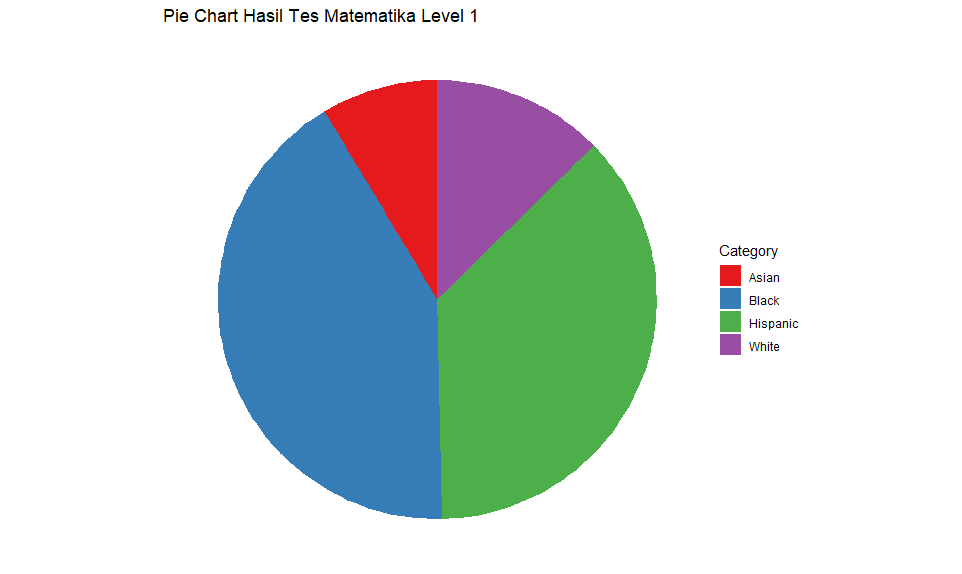 Pie Chart Hasil Tes Matematika Level 1
Category
Asian
Black
Hispanic
White